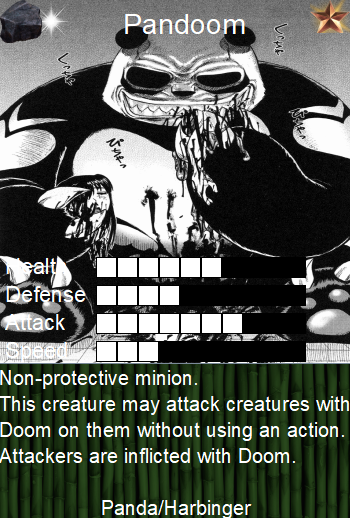 Pandoom
Health
Defense
Attack
Speed
Non-protective minion.
This creature may attack creatures with
Doom on them without using an action.
Attackers are inflicted with Doom.
Panda/Harbinger